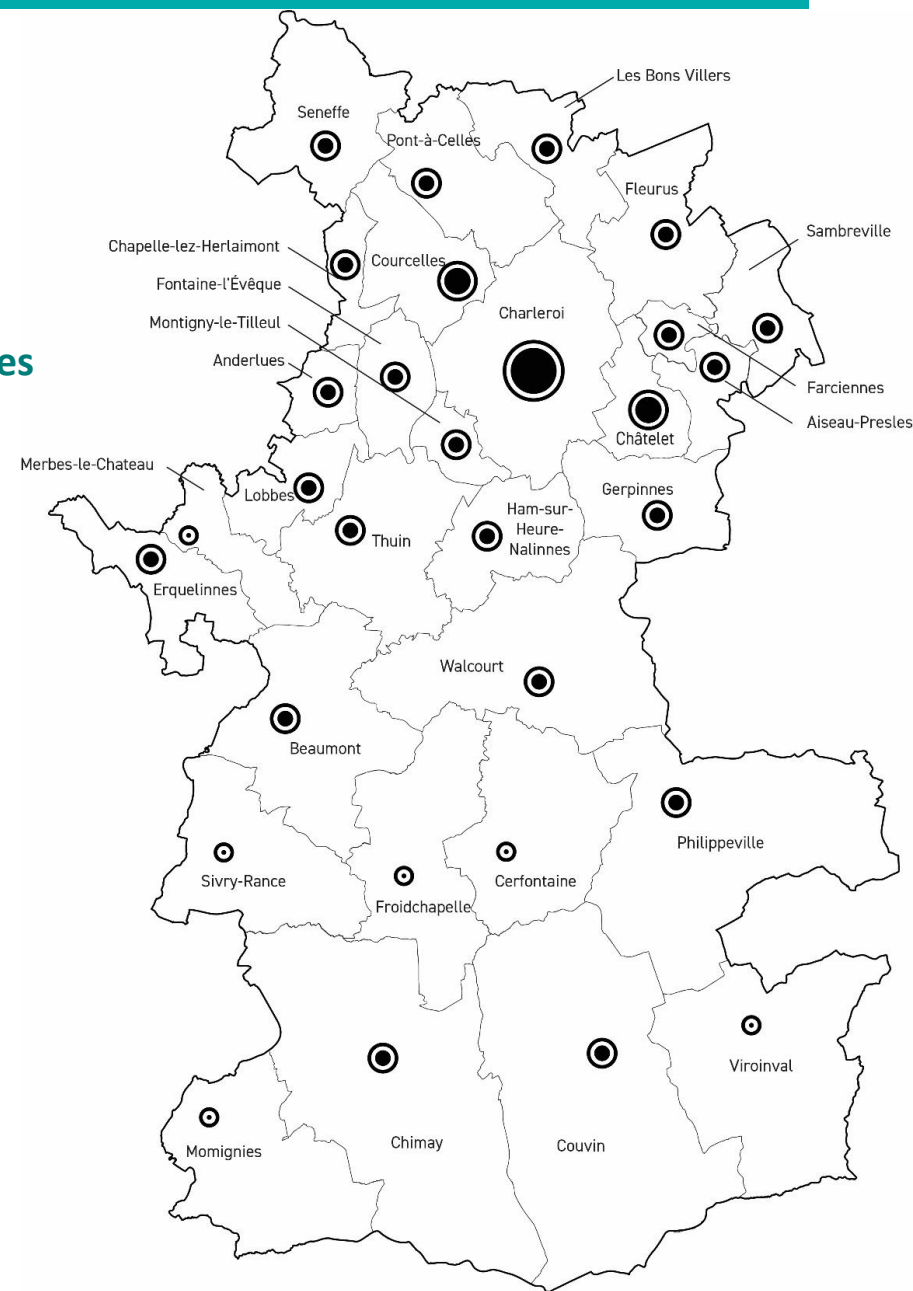 Les Bons Villers
Seneffe
Pont-à-Celles
Fleurus
Sambreville
Chapelle-lez-Herlaimont
Courcelles
Fontaine-l'Évêque
Charleroi
Montigny-le-Tilleul
Anderlues
es
Farciennes
Aiseau-Presles
Châtelet
Merbes-le-Chateau
Lobbes
Gerpinnes
Ham-sur-
Heure-
Nalinnes
Thuin
Erquelinnes
Walcourt
Beaumont
Philippeville
Sivry-Rance
Cerfontaine
Froidchapelle
Viroinval
Chimay
Couvin
Momignies